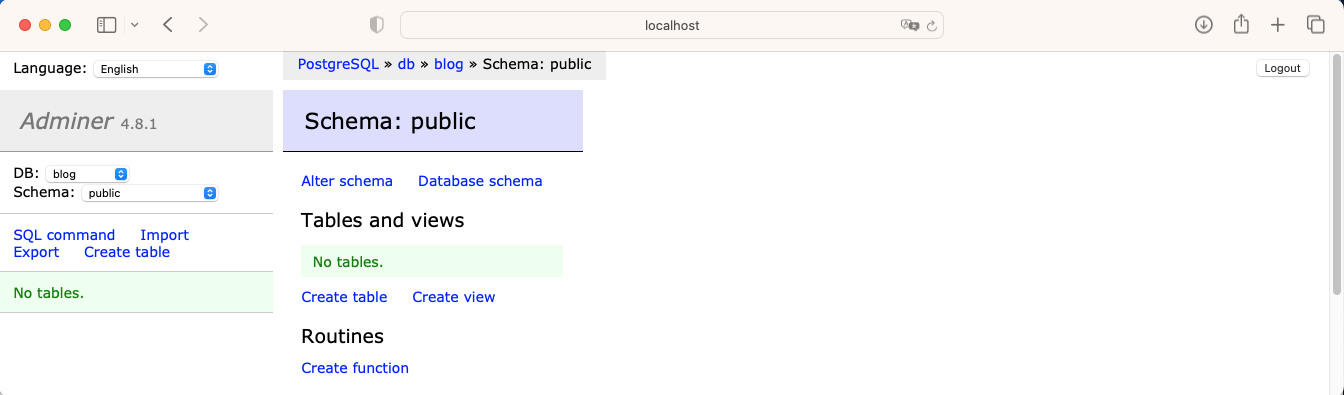 localhost
Language: English
PostgreSQL » db » blog » Schema: public
Logout
Adminer 4.8.1
Schema: public
DB: blog
Schema: public
SQL command Import
Export Create table
No tables.
Alter schema Database schema
Tables and views
No tables.
Create table Create view
Routines
Create function